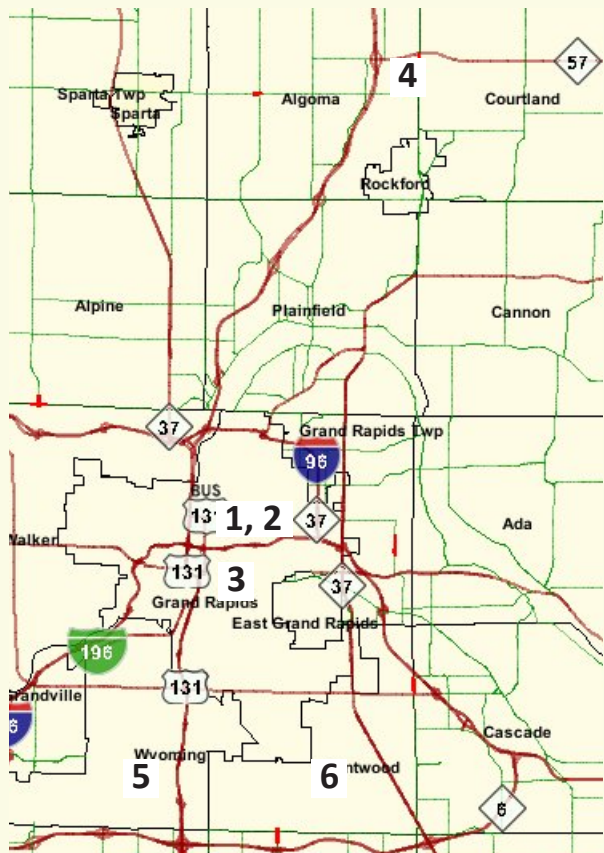 57
4
Sparta Twp
Algoma
Courtland
Sparta
Rockford
Alpine
Plainfield
Cannon
37
Grand Rapids Twp
96
BUS
131
1, 2
37
Ada
Walker
131
3
37
Grand Rapids
East Grand Rapids
196
131
Grandville
6
Cascade
Wyoming
5
6
ntwood
6